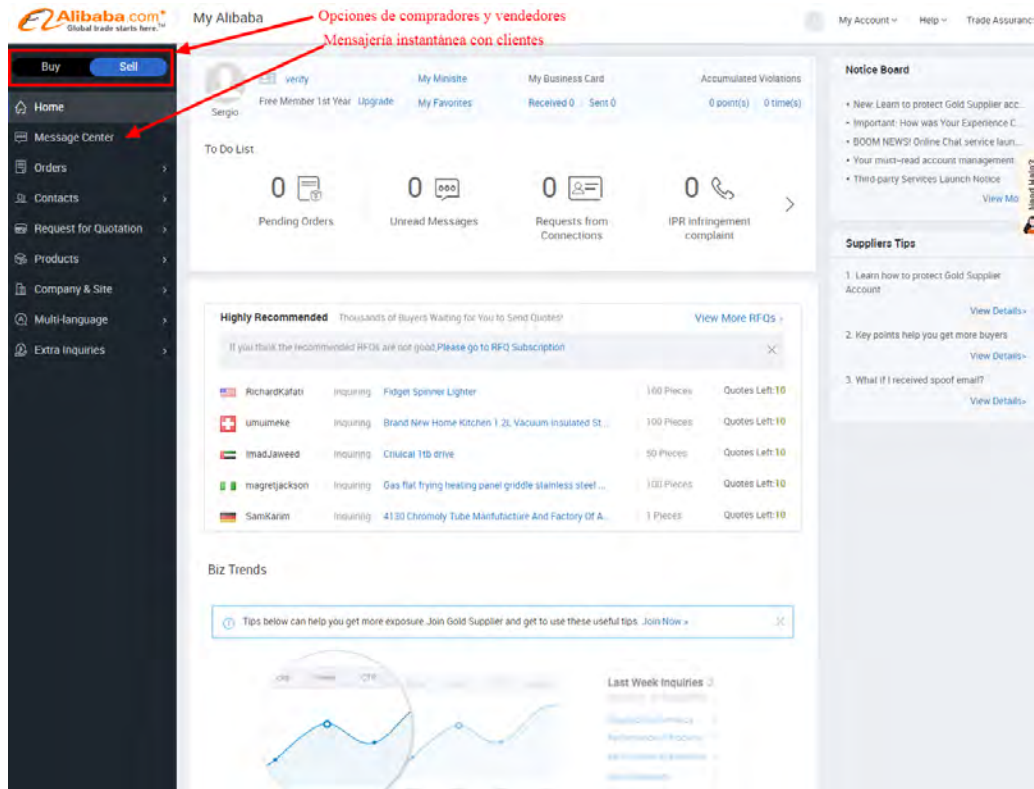 Alibaba.com
Global trade starts here.™
My Alibaba
Opciones de compradores y vendedores
Mensajería instantánea con clientes
My Account
Help
Trade Assuranc
Buy
Sell
Home
Message Center
Orders
Contacts
Request for Quotation
Products
Company & Site
Multi-language
Extra Inquiries
Sergio
verity
My Minisite
My Business Card
Accumulated Violations
Free Member 1st Year Upgrade
My Favorites
Received 0 Sent 0
0 point(s) 0 time(s)
To Do List
0
Pending Orders
0
Unread Messages
0
Requests from
Connections
0
IPR Infringement
complaint
Highly Recommended Thousands of Buyers Waiting for You to Send Quotes!
View More RFQs
If you think the recommended RFQs are not good,Please go to RFQ Subscription
RichardKafati Inquiring Fidget Spinner Lighter 100 Pieces Quotes Left:10
umuimeke Inquiring Brand New Home Kitchen 1.2L Vacuum Insulated St... 100 Pieces Quotes Left:10
ImadJaweed Inquiring Criuical 1tb drive 50 Pieces Quotes Left:10
magretjackson Inquiring Gas flat frying heating panel griddle stainless steel ... 100 Pieces Quotes Left:10
SamKarim Inquiring 4130 Chromoly Tube Manfufacture And Factory Of A... 1 Pieces Quotes Left:10
Biz Trends
Tips below can help you get more exposure.Join Gold Supplier and get to use these useful tips. Join Now »
CTR
Last Week Inquiries
Notice Board
• New: Learn to protect Gold Supplier acc...
• Important: How was Your Experience C...
• BOOM NEWS! Online Chat service laun...
• Your must-read account management
• Third-party Services Launch Notice
View Mo
Need Help?
Suppliers Tips
1. Learn how to protect Gold Supplier
Account
View Details»
2. Key points help you get more buyers
View Details»
3. What if I received spoof email?
View Details»